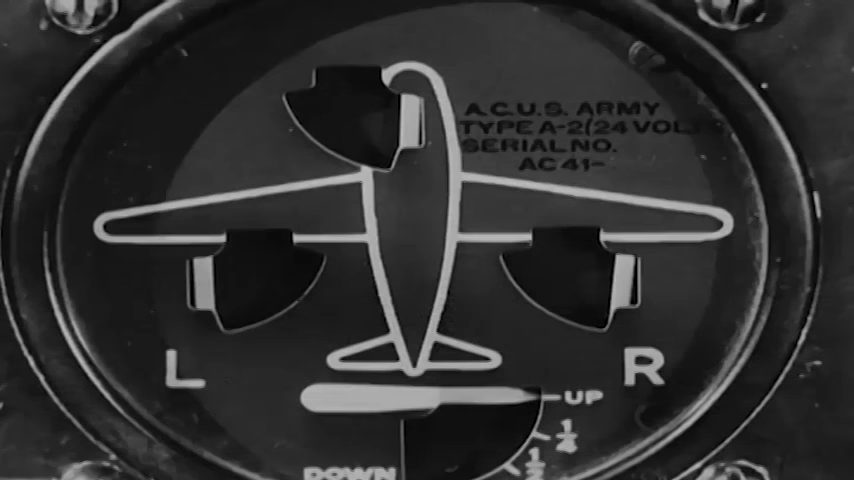 A.C.U.S. ARMY
TYPE A-2(24 VOL
SERIAL NO.
AC 41-
L
R
UP
1/4
1/2
DOWN